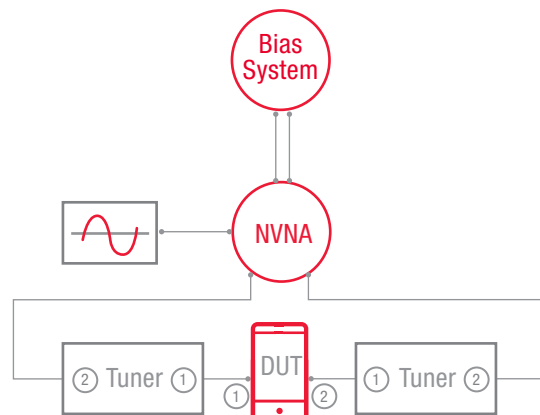 Bias
System
NVNA
2 Tuner 1
DUT
1 Tuner 2
1
2